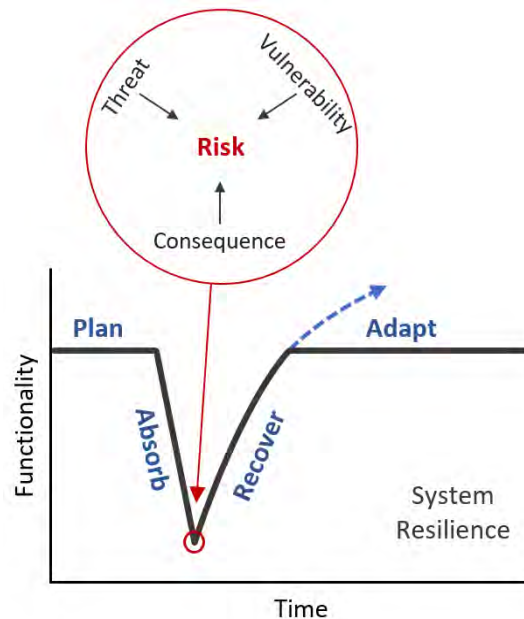 Threat
Vulnerability
Risk
Consequence
Plan
Adapt
Absorb
Recover
Functionality
System
Resilience
Time